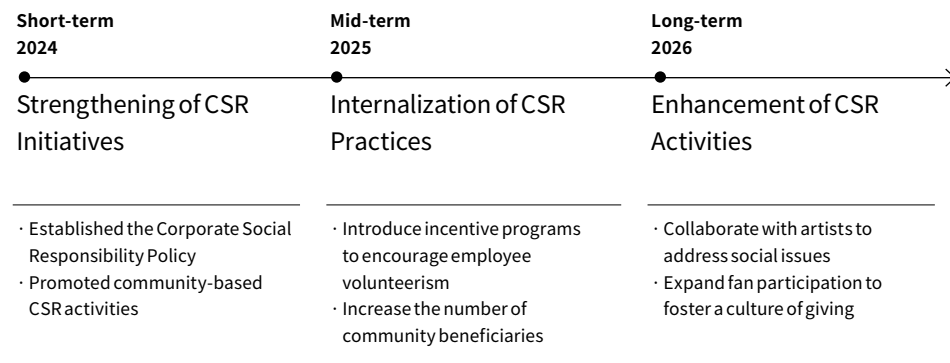 Short-term
2024
Strengthening of CSR
Initiatives
· Established the Corporate Social
Responsibility Policy
· Promoted community-based
CSR activities
Mid-term
2025
Internalization of CSR
Practices
· Introduce incentive programs
to encourage employee
volunteerism
· Increase the number of
community beneficiaries
Long-term
2026
Enhancement of CSR
Activities
· Collaborate with artists to
address social issues
· Expand fan participation to
foster a culture of giving